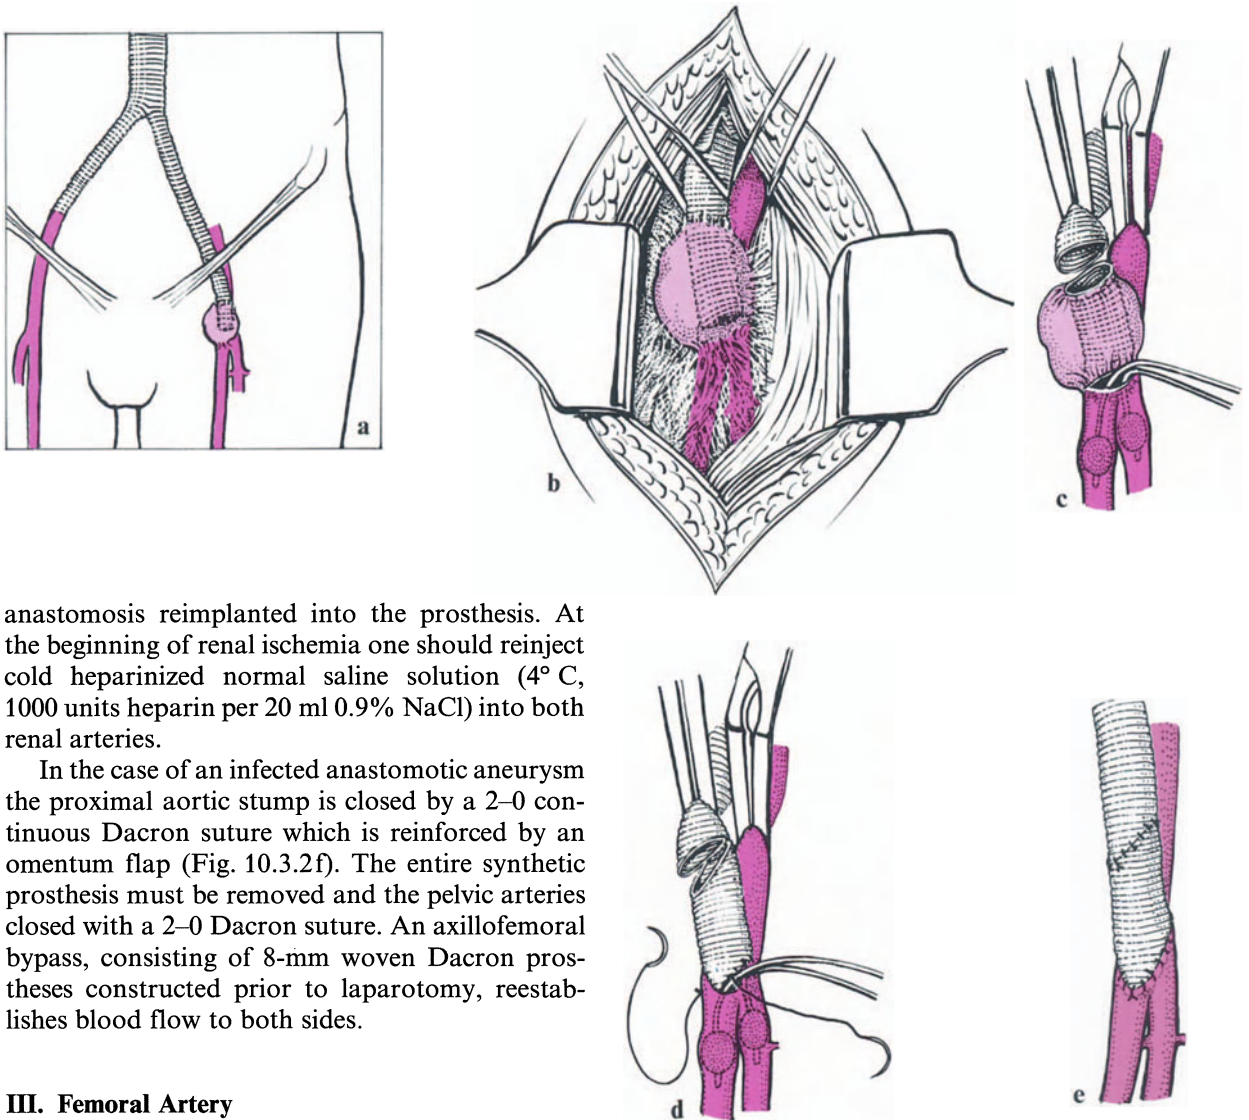 a
b
c
anastomosis reimplanted into the prosthesis. At
the beginning of renal ischemia one should reinject
cold heparinized normal saline solution (4° C,
1000 units heparin per 20 ml 0.9% NaCl) into both
renal arteries.
In the case of an infected anastomotic aneurysm
the proximal aortic stump is closed by a 2–0 con-
tinuous Dacron suture which is reinforced by an
omentum flap (Fig. 10.3.2f). The entire synthetic
prosthesis must be removed and the pelvic arteries
closed with a 2–0 Dacron suture. An axillofemoral
bypass, consisting of 8-mm woven Dacron pros-
theses constructed prior to laparotomy, reestab-
lishes blood flow to both sides.
III. Femoral Artery
d
e